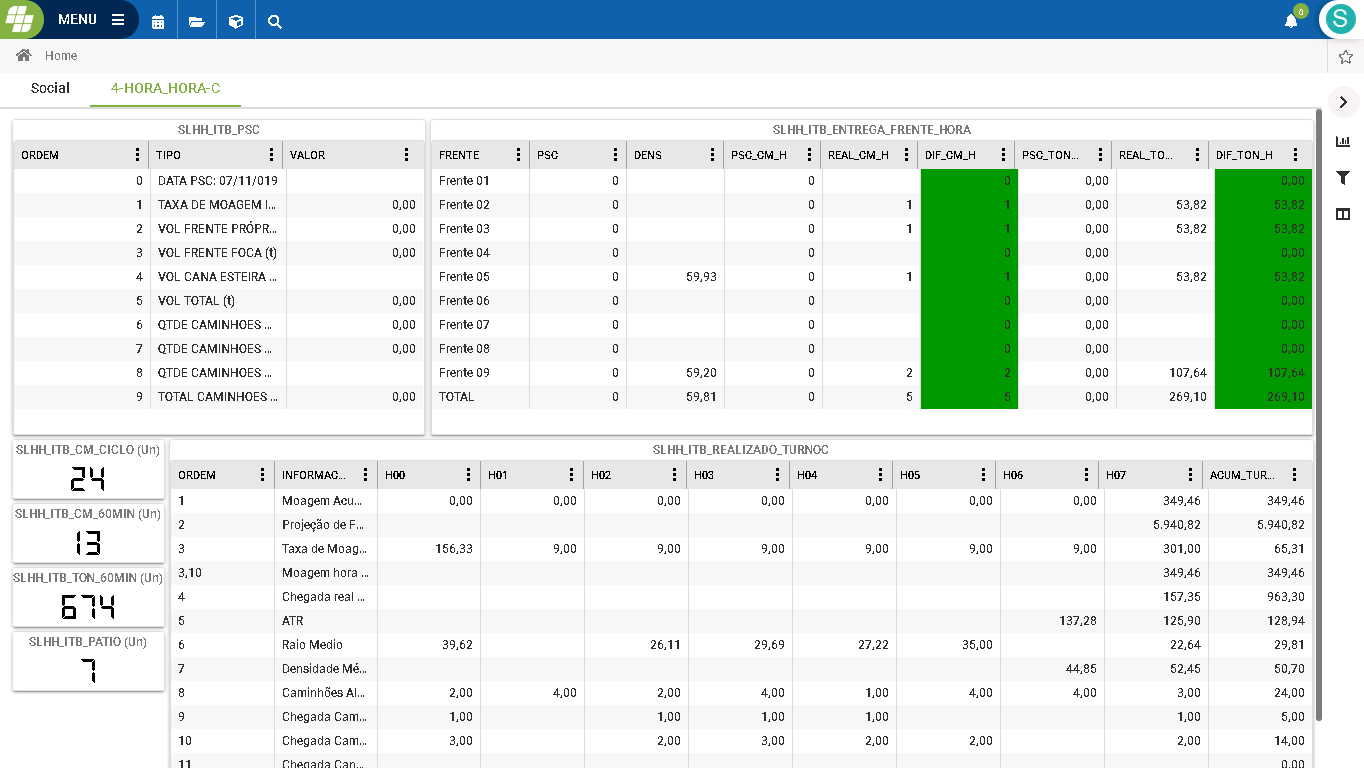 MENU
0
S
Home
Social 4-HORA_HORA-C
SLHH_ITB_PSC
ORDEM TIPO VALOR
0 DATA PSC: 07/11/019
1 TAXA DE MOAGEM I... 0,00
2 VOL FRENTE PRÓPR... 0,00
3 VOL FRENTE FOCA (t) 0,00
4 VOL CANA ESTEIRA ...
5 VOL TOTAL (t) 0,00
6 QTDE CAMINHOES ... 0,00
7 QTDE CAMINHOES ... 0,00
8 QTDE CAMINHOES ...
9 TOTAL CAMINHOES ... 0,00
SLHH_ITB_ENTREGA_FRENTE_HORA
FRENTE PSC DENS PSC_CM_H REAL_CM_H DIF_CM_H PSC_TON... REAL_TO... DIF_TON_H
Frente 01 0 0 0 0,00 0,00
Frente 02 0 0 1 1 0,00 53,82 53,82
Frente 03 0 0 1 1 0,00 53,82 53,82
Frente 04 0 0 0 0,00 0,00
Frente 05 0 59,93 0 1 1 0,00 53,82 53,82
Frente 06 0 0 0 0,00 0,00
Frente 07 0 0 0 0,00 0,00
Frente 08 0 0 0 0,00 0,00
Frente 09 0 59,20 0 2 2 0,00 107,64 107,64
TOTAL 0 59,81 0 5 5 0,00 269,10 269,10
SLHH_ITB_CM_CICLO (Un)
24
SLHH_ITB_CM_60MIN (Un)
13
SLHH_ITB_TON_60MIN (Un)
674
SLHH_ITB_PATIO (Un)
7
SLHH_ITB_REALIZADO_TURNOC
ORDEM INFORMAC... H00 H01 H02 H03 H04 H05 H06 H07 ACUM_TUR...
1 Moagem Acu... 0,00 0,00 0,00 0,00 0,00 0,00 0,00 349,46 349,46
2 Projeção de F... 5.940,82 5.940,82
3 Taxa de Moag... 156,33 9,00 9,00 9,00 9,00 9,00 9,00 301,00 65,31
3,10 Moagem hora ... 349,46 349,46
4 Chegada real ... 157,35 963,30
5 ATR 137,28 125,90 128,94
6 Raio Medio 39,62 26,11 29,69 27,22 35,00 22,64 29,81
7 Densidade Mé... 44,85 52,45 50,70
8 Caminhões Al... 2,00 4,00 2,00 4,00 1,00 4,00 4,00 3,00 24,00
9 Chegada Cam... 1,00 1,00 1,00 1,00 1,00 5,00
10 Chegada Cam... 3,00 2,00 3,00 2,00 2,00 2,00 14,00
11 Chegada Can... 0,00